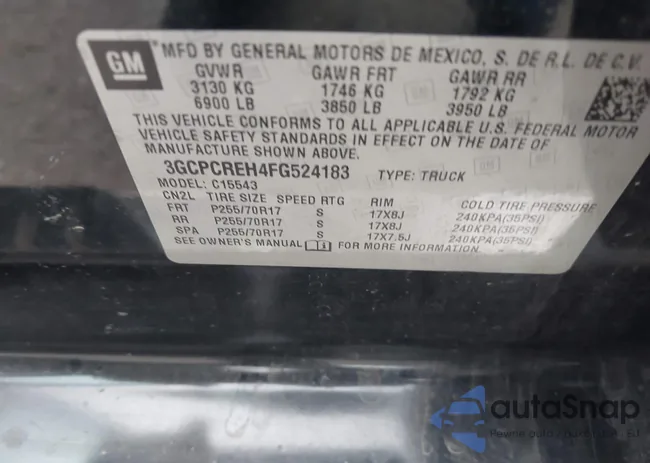 GM
MFD BY GENERAL MOTORS DE MEXICO, S. DE R.L. DE C.V.
GVWR GAWR FRT GAWR RR
3130 KG 1746 KG 1792 KG
6900 LB 3850 LB 3950 LB
THIS VEHICLE CONFORMS TO ALL APPLICABLE U.S. FEDERAL MOTOR
VEHICLE SAFETY STANDARDS IN EFFECT ON THE DATE OF
MANUFACTURE SHOWN ABOVE.
3GCPCREH4FG524183 TYPE: TRUCK
MODEL: C15543
CN2L TIRE SIZE SPEED RTG RIM COLD TIRE PRESSURE
FRT P255/70R17 S 17X8J 240KPA(35PSI)
RR P255/70R17 S 17X8J 240KPA(35PSI)
SPA P255/70R17 S 17X7.5J 240KPA(35PSI)
SEE OWNER'S MANUAL FOR MORE INFORMATION.
autoSnap
Pewne auto